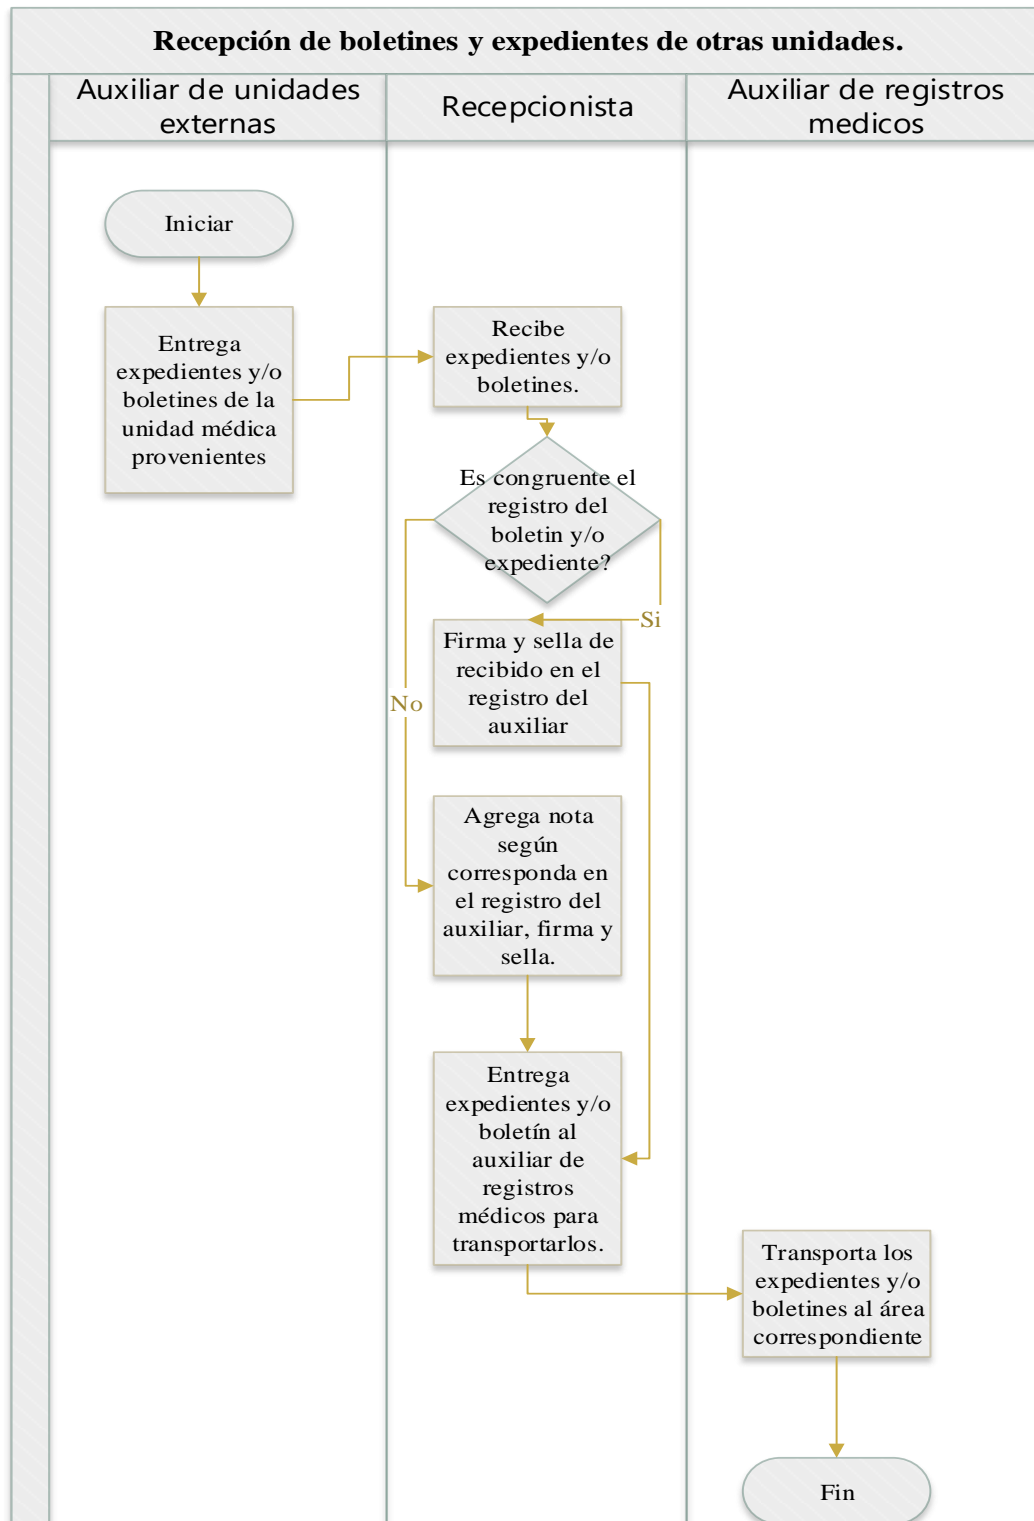 Recepción de boletines y expedientes de otras unidades.
Auxiliar de unidades
externas
Recepcionista
Auxiliar de registros
medicos
Iniciar
Entrega
expedientes y/o
boletines de la
unidad médica
provenientes
Recibe
expedientes y/o
boletines.
Es congruente el
registro del
boletin y/o
expediente?
Si
No
Firma y sella de
recibido en el
registro del
auxiliar
Agrega nota
según
corresponda en
el registro del
auxiliar, firma y
sella.
Entrega
expedientes y/o
boletín al
auxiliar de
registros
médicos para
transportarlos.
Transporta los
expedientes y/o
boletines al área
correspondiente
Fin